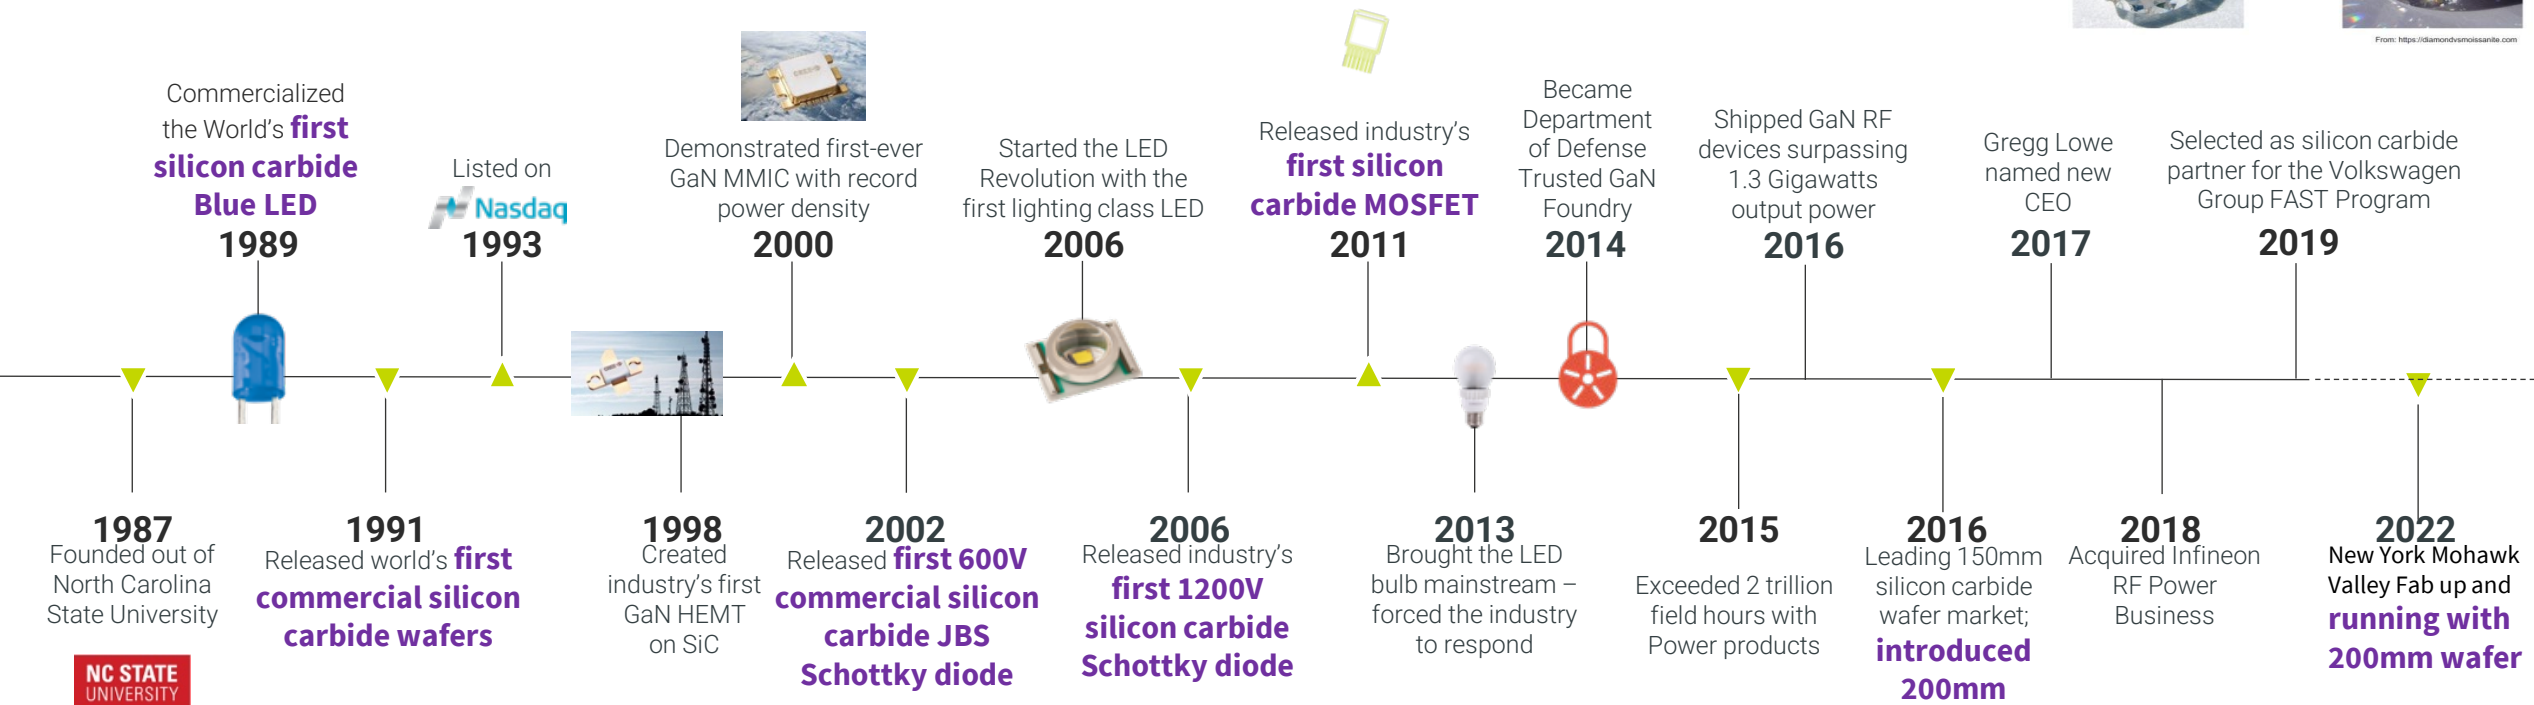 From: https://diamondvsmoissanite.com
Commercialized
the World's first
silicon carbide
Blue LED
1989
Listed on
Nasdaq
1993
CREE
Demonstrated first-ever
GaN MMIC with record
power density
2000
Started the LED
Revolution with the
first lighting class LED
2006
Released industry's
first silicon
carbide MOSFET
2011
Became
Department
of Defense
Trusted GaN
Foundry
2014
Shipped GaN RF
devices surpassing
1.3 Gigawatts
output power
2016
Gregg Lowe
named new
CEO
2017
Selected as silicon carbide
partner for the Volkswagen
Group FAST Program
2019
1987
Founded out of
North Carolina
State University
NC STATE
UNIVERSITY
1991
Released world's first
commercial silicon
carbide wafers
1998
Created
industry's first
GaN HEMT
on SiC
2002
Released first 600V
commercial silicon
carbide JBS
Schottky diode
2006
Released industry's
first 1200V
silicon carbide
Schottky diode
2013
Brought the LED
bulb mainstream –
forced the industry
to respond
2015
Exceeded 2 trillion
field hours with
Power products
2016
Leading 150mm
silicon carbide
wafer market;
introduced
200mm
2018
Acquired Infineon
RF Power
Business
2022
New York Mohawk
Valley Fab up and
running with
200mm wafer